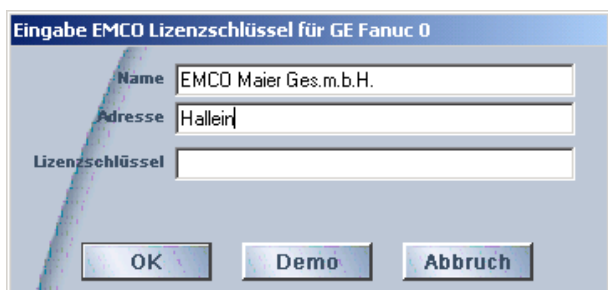 Eingabe EMCO Lizenzschlüssel für GE Fanuc 0
Name EMCO Maier Ges.m.b.H.
Adresse Hallein
Lizenzschlüssel
OK Demo Abbruch